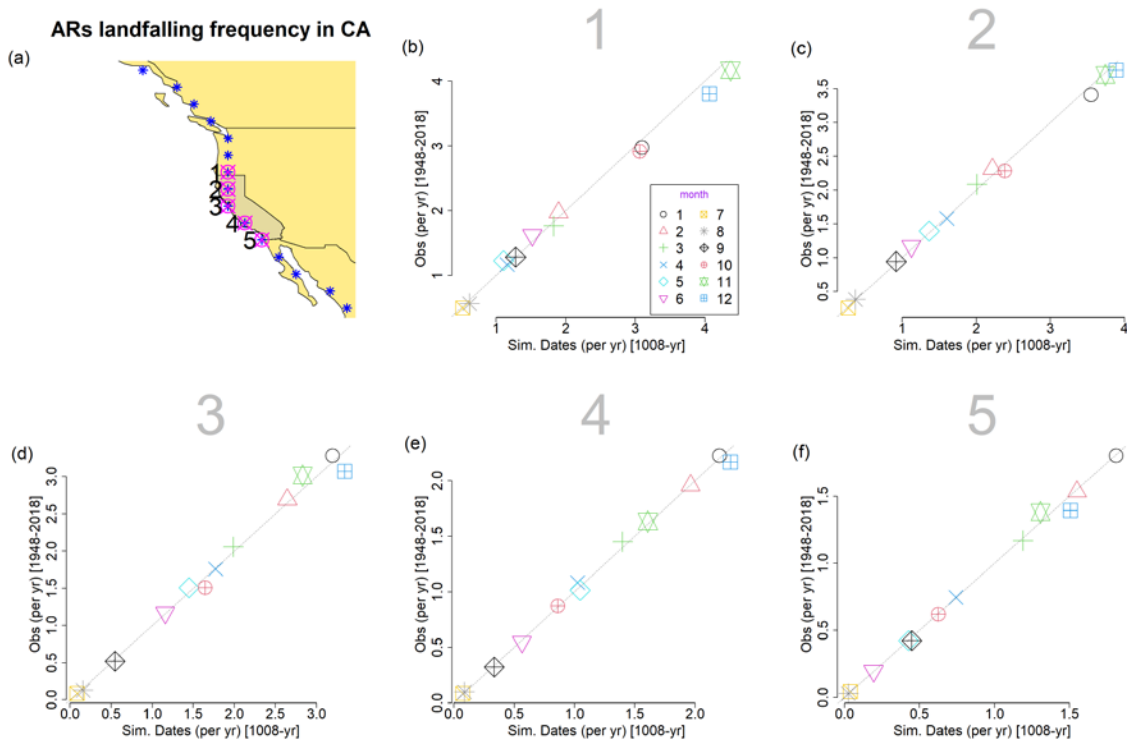 ARs landfalling frequency in CA
(a)
1
2
3
4
5
1
(b)
Obs (per yr) [1948-2018]
4
3
2
1
month
1 7
2 8
3 9
4 10
5 11
6 12
1 2 3 4
Sim. Dates (per yr) [1008-yr]
2
(c)
Obs (per yr) [1948-2018]
3.5
2.5
2.0
1.5
1.0
0.5
1 2 3 4
Sim. Dates (per yr) [1008-yr]
3
(d)
Obs (per yr) [1948-2018]
3.0
2.0
1.5
1.0
0.5
0.0
0.0 0.5 1.0 1.5 2.0 2.5 3.0
Sim. Dates (per yr) [1008-yr]
4
(e)
Obs (per yr) [1948-2018]
2.0
1.5
1.0
0.5
0.0
0.0 0.5 1.0 1.5 2.0
Sim. Dates (per yr) [1008-yr]
5
(f)
Obs (per yr) [1948-2018]
1.5
1.0
0.5
0.0
0.0 0.5 1.0 1.5
Sim. Dates (per yr) [1008-yr]